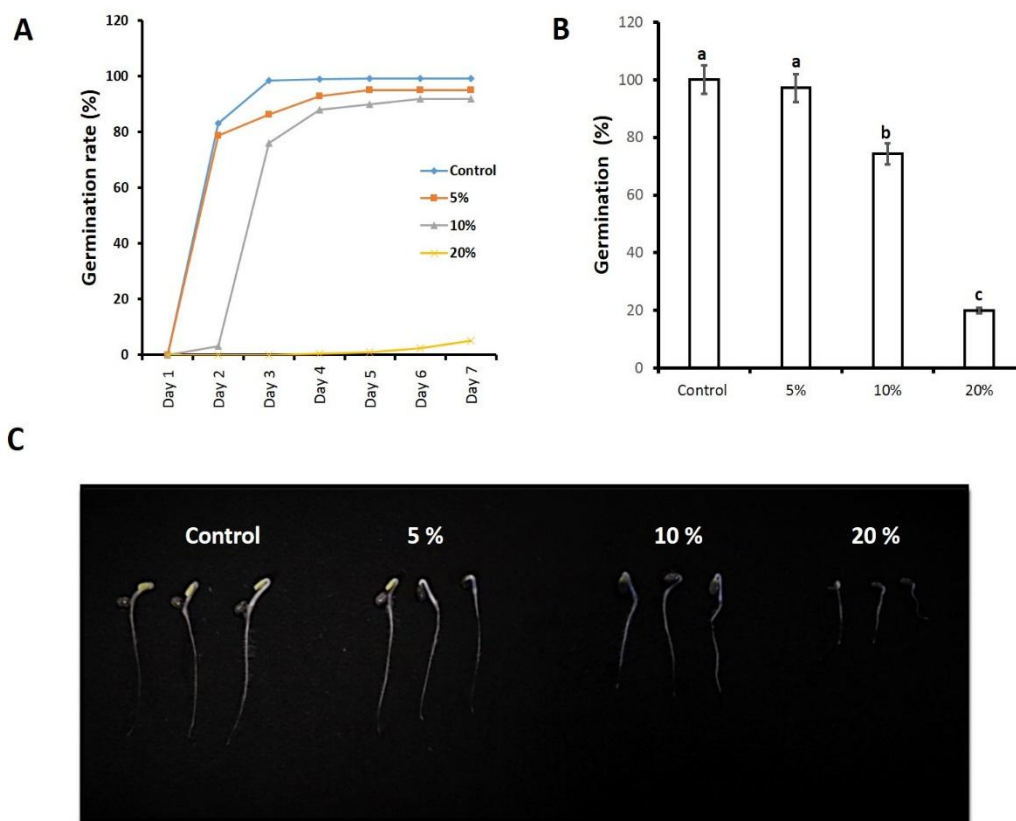 A
120
100
80
60
40
20
0
Germination rate (%)
Day 1
Day 2
Day 3
Day 4
Day 5
Day 6
Day 7
Control
5%
10%
20%
B
120
100
80
60
40
20
0
Germination (%)
a
a
b
c
Control
5%
10%
20%
C
Control
5 %
10 %
20 %